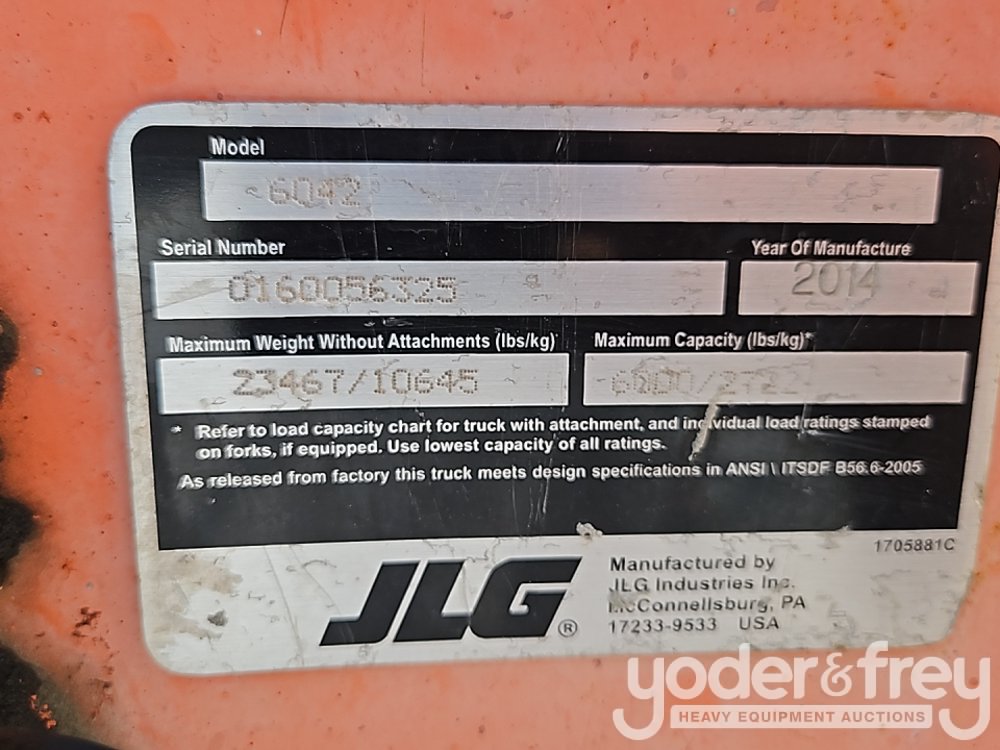 Model
6042
Serial Number
Year Of Manufacture
0160056325
2014
Maximum Weight Without Attachments (lbs/kg)
Maximum Capacity (lbs/kg)*
23467/10645
6000/2722
* Refer to load capacity chart for truck with attachment, and individual load ratings stamped
on forks, if equipped. Use lowest capacity of all ratings.
As released from factory this truck meets design specifications in ANSI \ ITSDF B56.6-2005
1705881C
JLG®
Manufactured by
JLG Industries Inc.
McConnellsburg, PA
17233-9533 USA
yoder&frey
HEAVY EQUIPMENT AUCTIONS